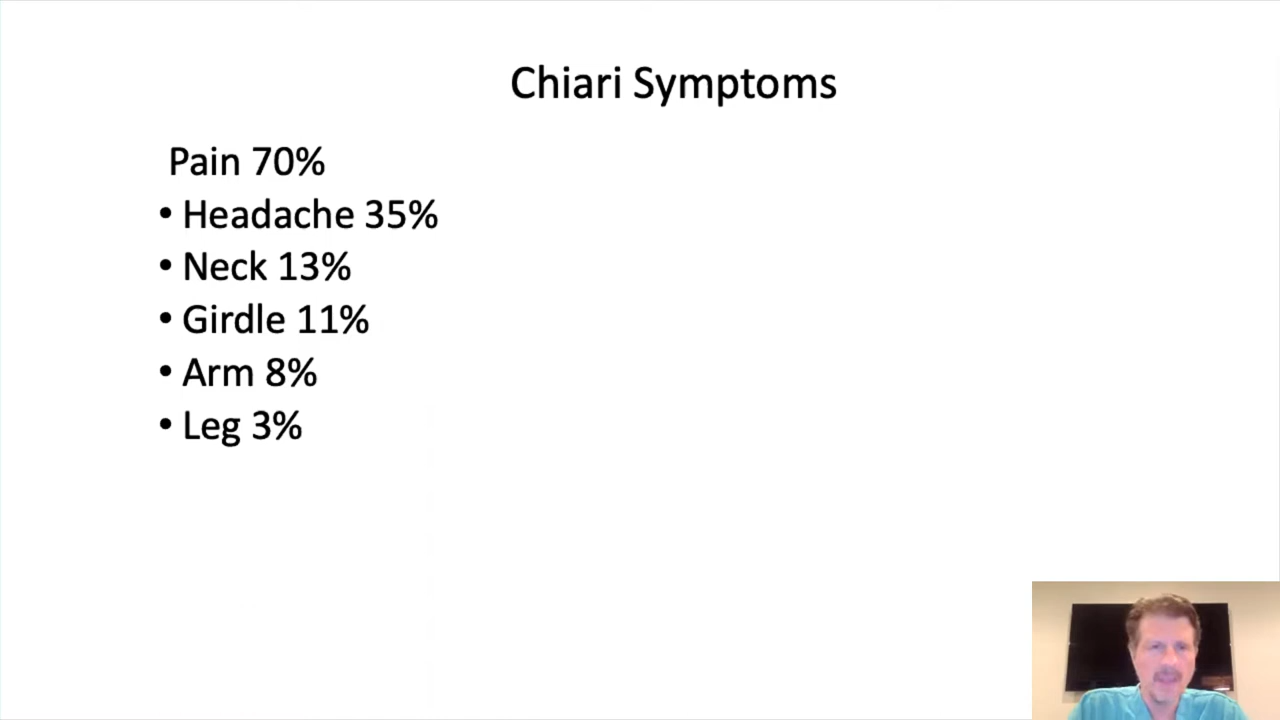 Chiari Symptoms
Pain 70%
• Headache 35%
• Neck 13%
• Girdle 11%
• Arm 8%
• Leg 3%